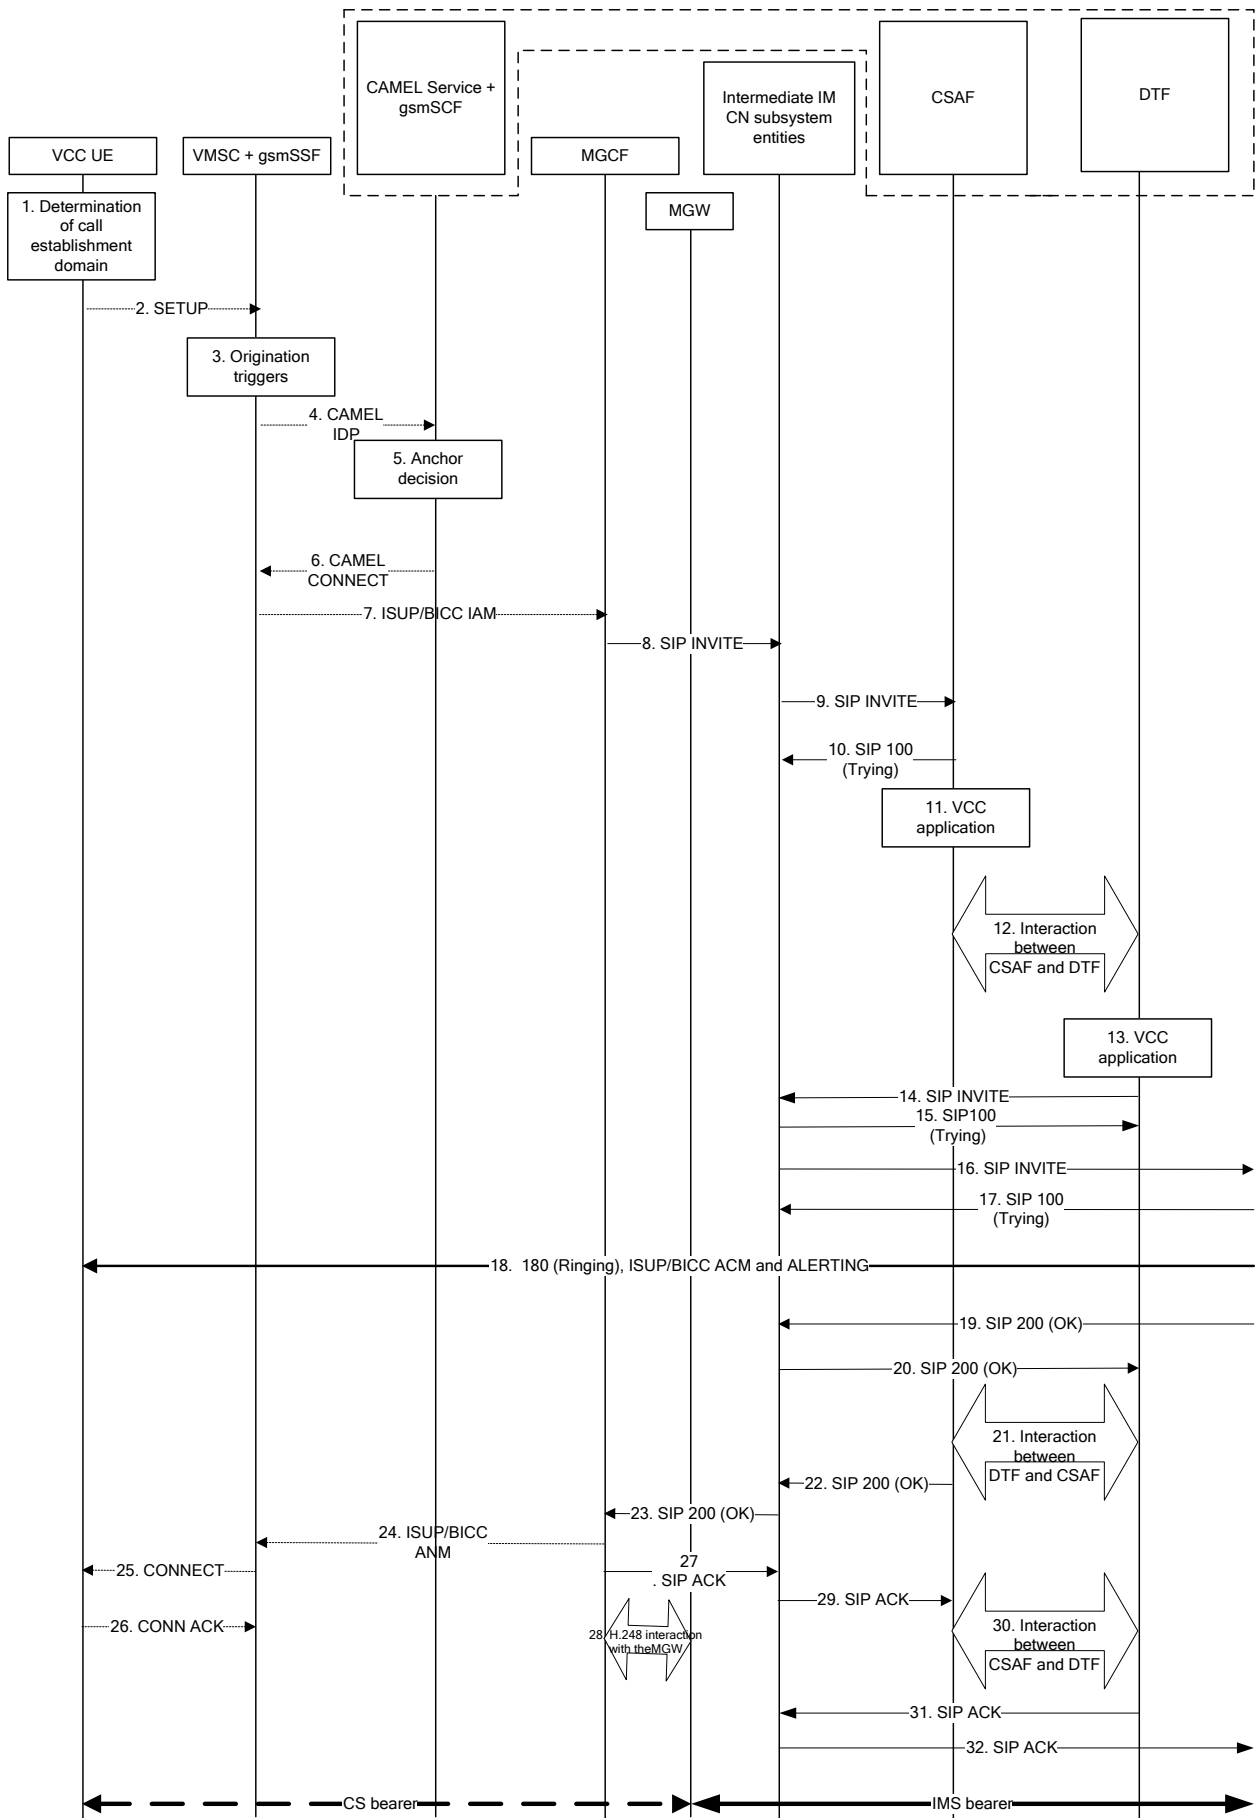 CAMEL Service +
gsmSCF
Intermediate IM
CN subsystem
entities
CSAF
DTF
VCC UE
VMSC + gsmSSF
MGCF
MGW
1. Determination
of call
establishment
domain
2. SETUP
3. Origination
triggers
4. CAMEL
IDP
5. Anchor
decision
6. CAMEL
CONNECT
7. ISUP/BICC IAM
8. SIP INVITE
9. SIP INVITE
10. SIP 100
(Trying)
11. VCC
application
12. Interaction
between
CSAF and DTF
13. VCC
application
14. SIP INVITE
15. SIP100
(Trying)
16. SIP INVITE
17. SIP 100
(Trying)
18. 180 (Ringing), ISUP/BICC ACM and ALERTING
19. SIP 200 (OK)
20. SIP 200 (OK)
21. Interaction
between
DTF and CSAF
22. SIP 200 (OK)
23. SIP 200 (OK)
24. ISUP/BICC
ANM
25. CONNECT
27
. SIP ACK
29. SIP ACK
26. CONN ACK
28. H.248 interaction
with theMGW
30. Interaction
between
CSAF and DTF
31. SIP ACK
32. SIP ACK
CS bearer
IMS bearer